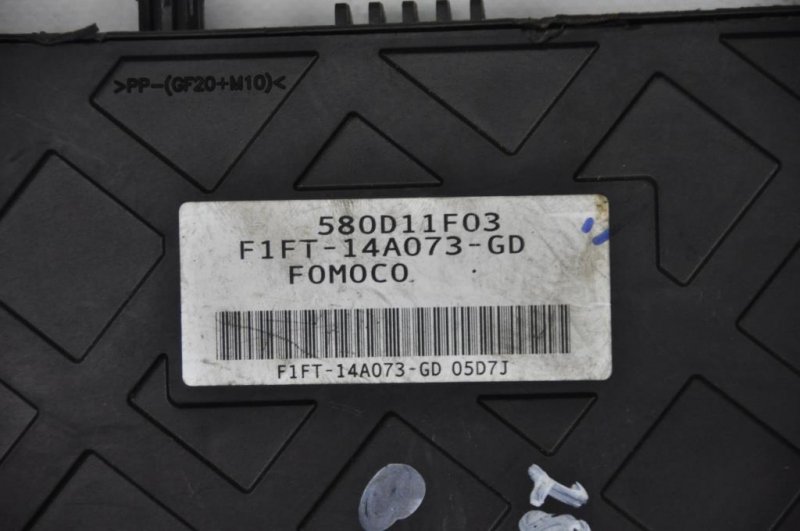 >PP-(GF20+M10)<
580D11F03
F1FT-14A073-GD
FOMOCO
F1FT-14A073-GD 05D7J